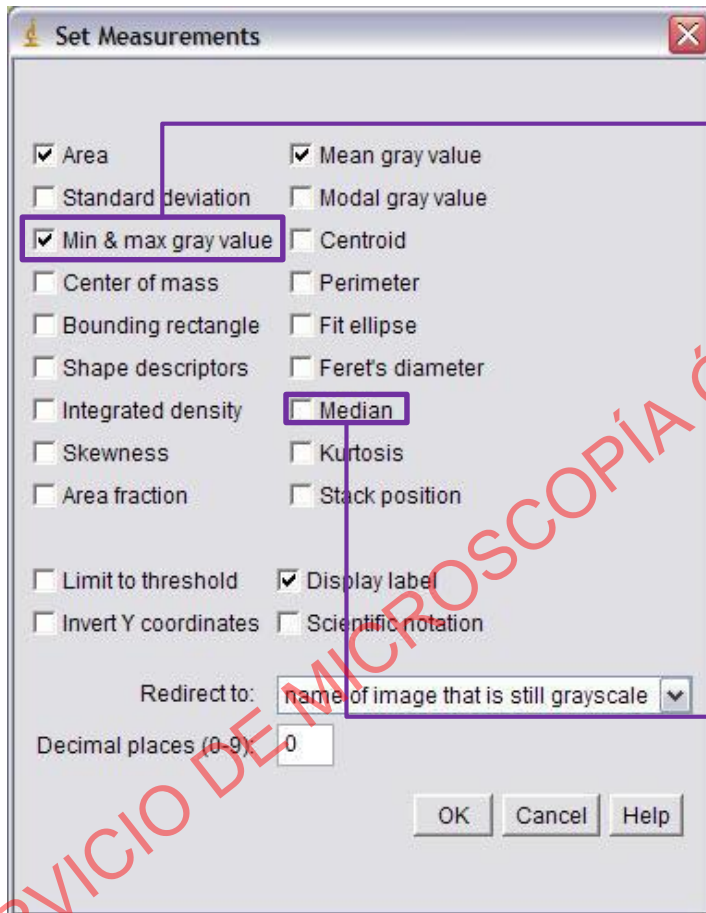 Set Measurements
Area
Mean gray value
Standard deviation
Modal gray value
Min & max gray value
Centroid
Center of mass
Perimeter
Bounding rectangle
Fit ellipse
Shape descriptors
Feret's diameter
Integrated density
Median
Skewness
Kurtosis
Area fraction
Stack position
Limit to threshold
Display label
Invert Y coordinates
Scientific notation
Redirect to:
name of image that is still grayscale
Decimal places (0-9):
0
OK
Cancel
Help
DE MICROSCOPÍA